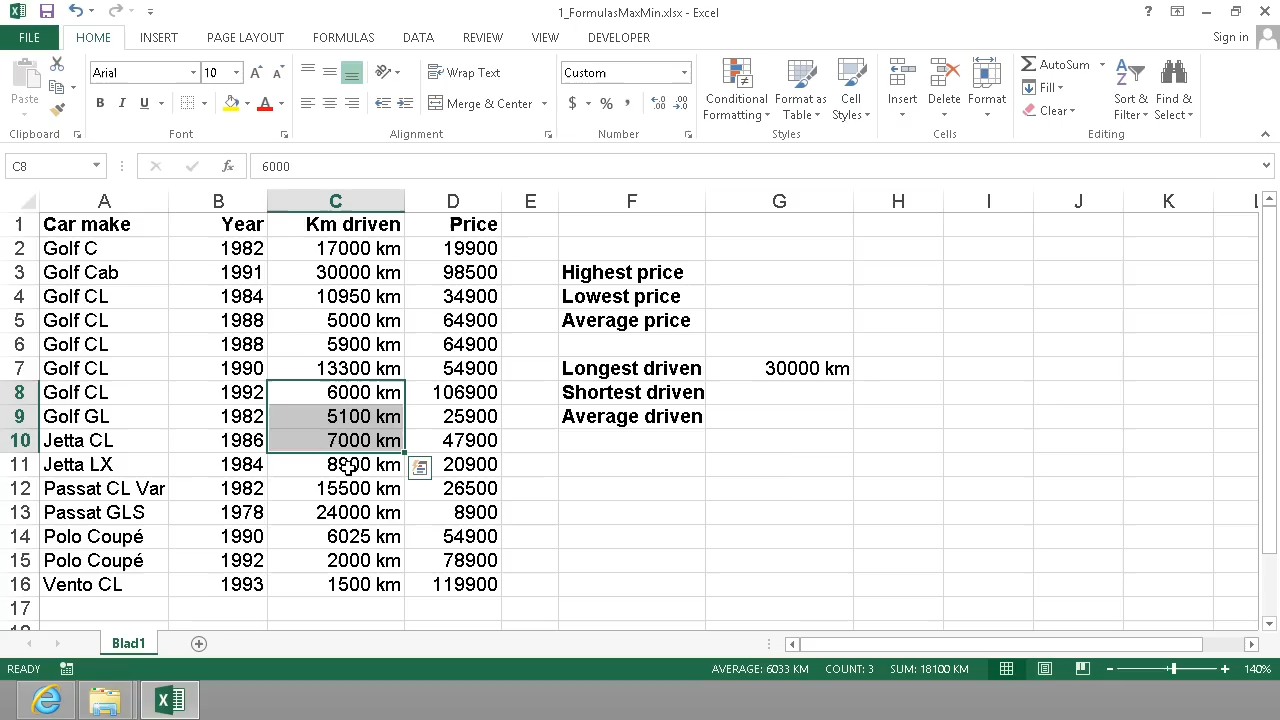 1_FormulasMaxMin.xlsx - Excel
FILE HOME INSERT PAGE LAYOUT FORMULAS DATA REVIEW VIEW DEVELOPER Sign in
Paste
Arial 10
B I U A
Wrap Text
Merge & Center
Custom
$ %
Conditional Formatting
Format as Table
Cell Styles
Insert Delete Format
AutoSum
Fill
Clear
Sort & Filter
Find & Select
Clipboard Font Alignment Number Styles Cells Editing
C8 fx 6000
A B C D E F G H I J K L
1 Car make Year Km driven Price
2 Golf C 1982 17000 km 19900
3 Golf Cab 1991 30000 km 98500 Highest price
4 Golf CL 1984 10950 km 34900 Lowest price
5 Golf CL 1988 5000 km 64900 Average price
6 Golf CL 1988 5900 km 64900
7 Golf CL 1990 13300 km 54900 Longest driven 30000 km
8 Golf CL 1992 6000 km 106900 Shortest driven
9 Golf GL 1982 5100 km 25900 Average driven
10 Jetta CL 1986 7000 km 47900
11 Jetta LX 1984 km 20900
12 Passat CL Var 1982 15500 km 26500
13 Passat GLS 1978 24000 km 8900
14 Polo Coupé 1990 6025 km 54900
15 Polo Coupé 1992 2000 km 78900
16 Vento CL 1993 1500 km 119900
17
Blad1
READY AVERAGE: 6033 KM COUNT: 3 SUM: 18100 KM 140%